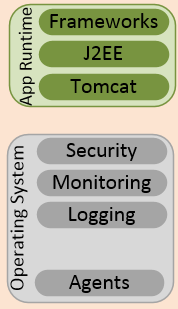 App Runtime
Frameworks
J2EE
Tomcat
Operating System
Security
Monitoring
Logging
Agents